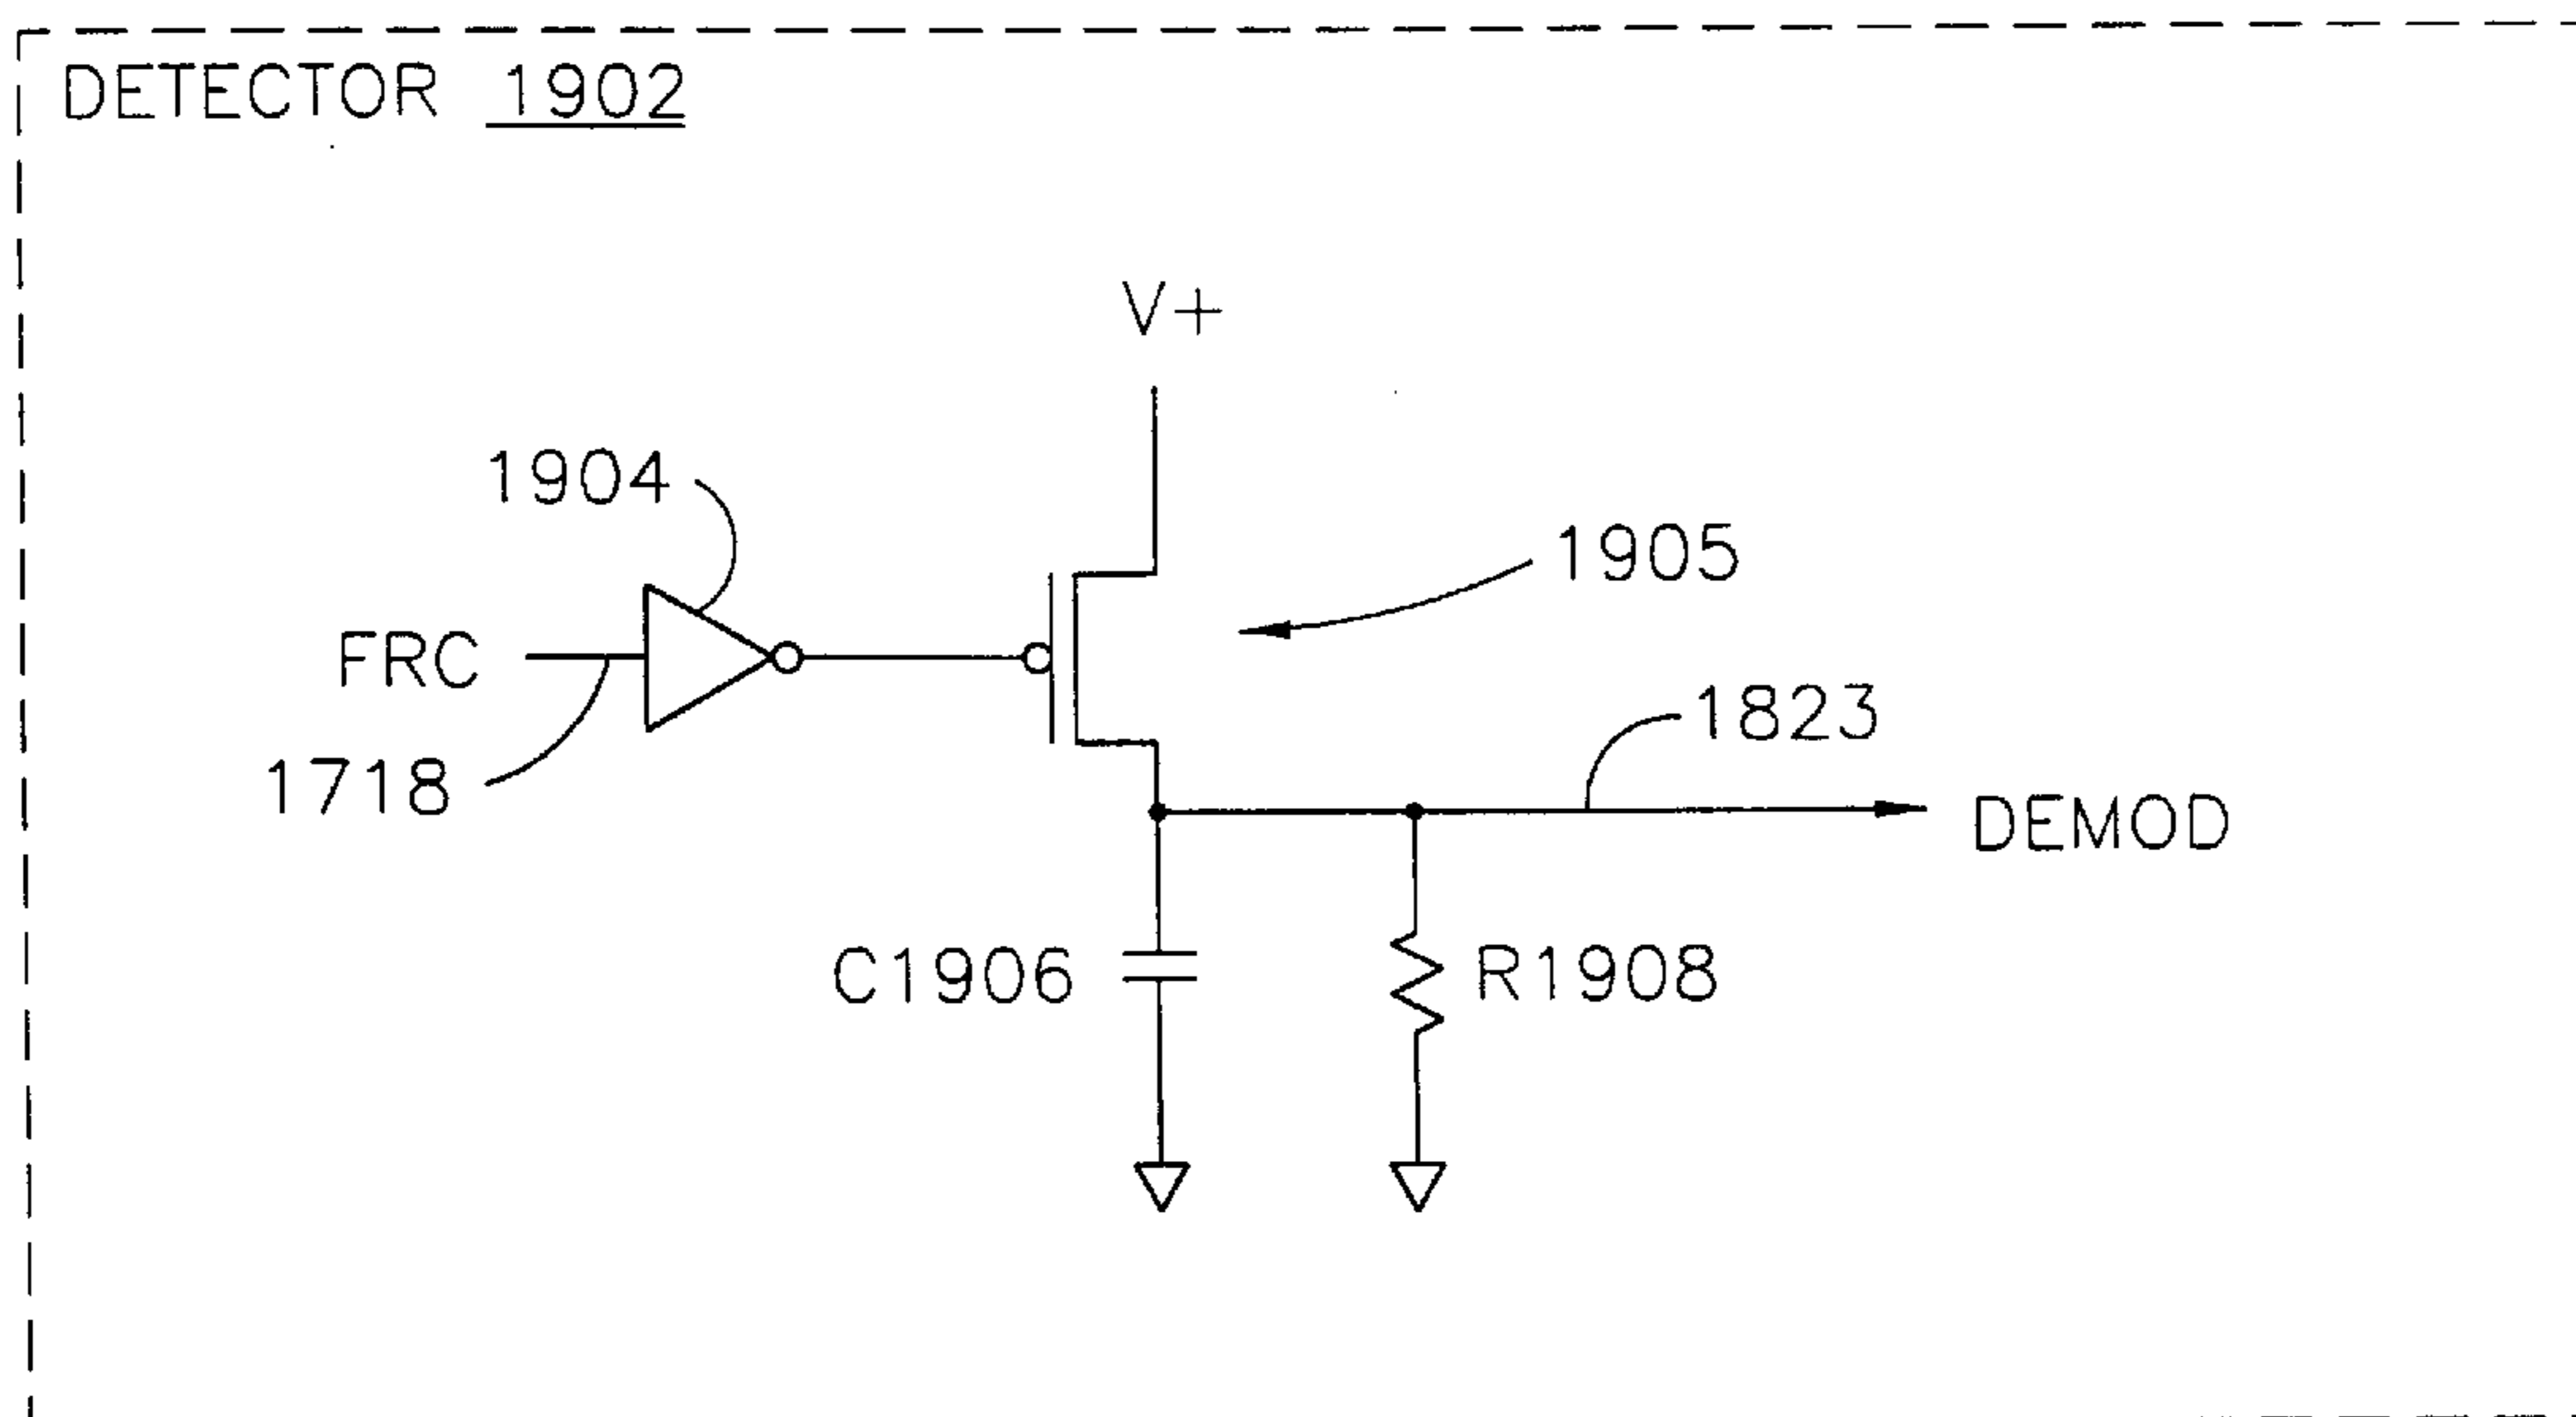 DETECTOR 1902
V+
1904
1905
FRC
1718
1823
DEMOD
C1906
R1908